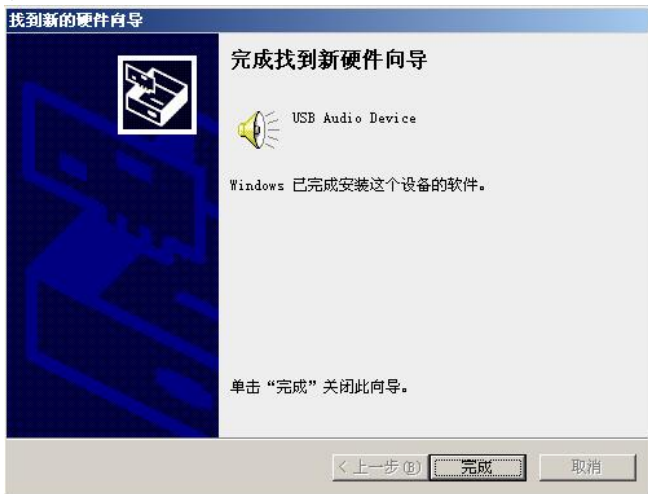 找到新的硬件向导
完成找到新硬件向导
USB Audio Device
Windows 已完成安装这个设备的软件。
单击“完成”关闭此向导。
< 上一步(B)
完成
取消